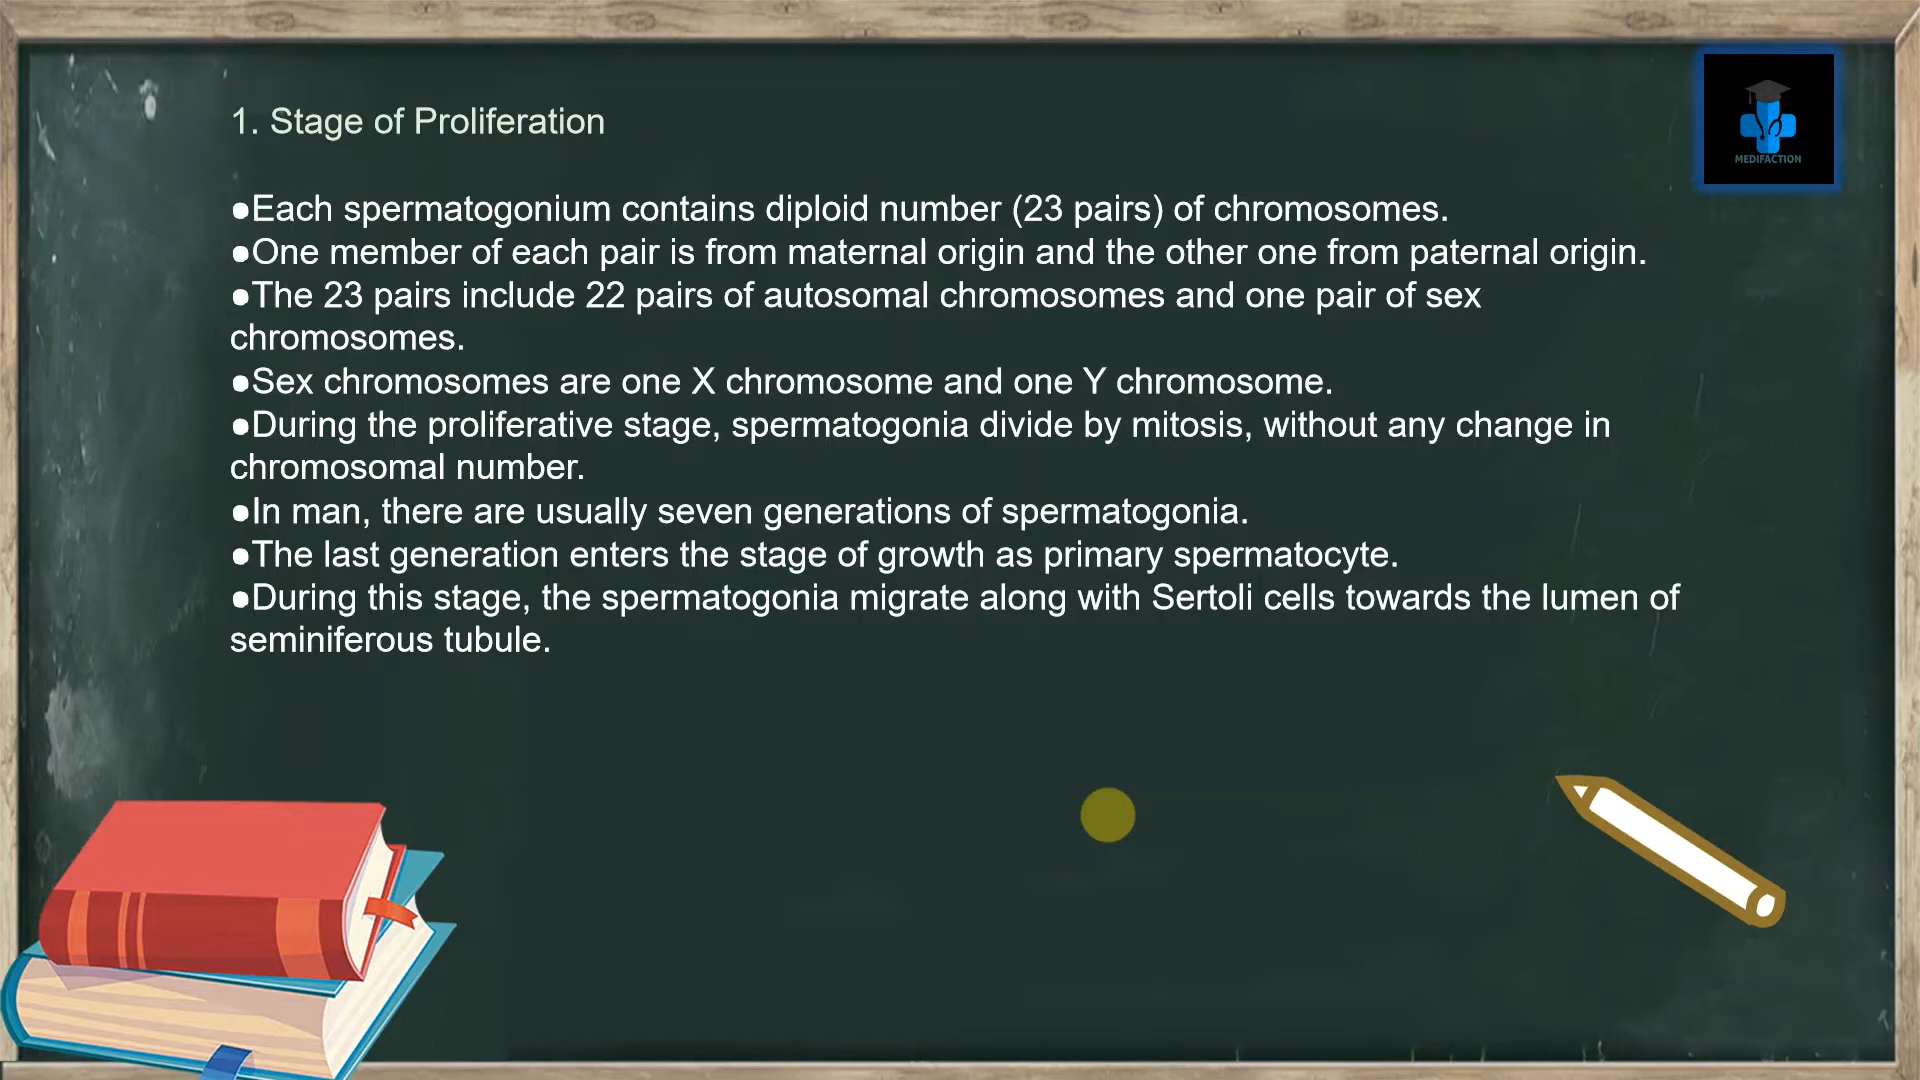 1. Stage of Proliferation
MEDIFACTION
●Each spermatogonium contains diploid number (23 pairs) of chromosomes.
●One member of each pair is from maternal origin and the other one from paternal origin.
●The 23 pairs include 22 pairs of autosomal chromosomes and one pair of sex
chromosomes.
●Sex chromosomes are one X chromosome and one Y chromosome.
●During the proliferative stage, spermatogonia divide by mitosis, without any change in
chromosomal number.
●In man, there are usually seven generations of spermatogonia.
●The last generation enters the stage of growth as primary spermatocyte.
●During this stage, the spermatogonia migrate along with Sertoli cells towards the lumen of
seminiferous tubule.